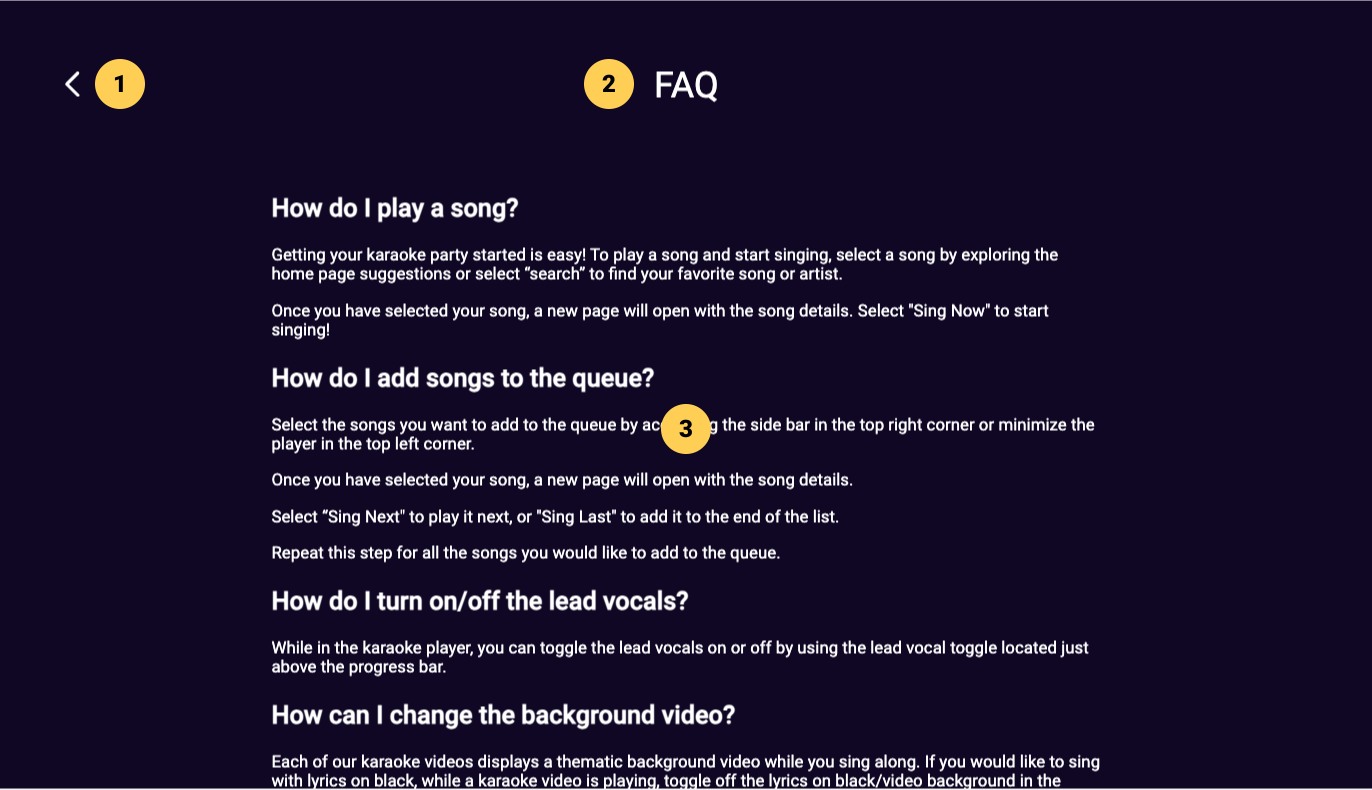 1
2 FAQ
How do I play a song?
Getting your karaoke party started is easy! To play a song and start singing, select a song by exploring the
home page suggestions or select “search” to find your favorite song or artist.
Once you have selected your song, a new page will open with the song details. Select "Sing Now" to start
singing!
How do I add songs to the queue?
Select the songs you want to add to the queue by ac 3 g the side bar in the top right corner or minimize the
player in the top left corner.
Once you have selected your song, a new page will open with the song details.
Select “Sing Next" to play it next, or "Sing Last" to add it to the end of the list.
Repeat this step for all the songs you would like to add to the queue.
How do I turn on/off the lead vocals?
While in the karaoke player, you can toggle the lead vocals on or off by using the lead vocal toggle located just
above the progress bar.
How can I change the background video?
Each of our karaoke videos displays a thematic background video while you sing along. If you would like to sing
with lyrics on black, while a karaoke video is playing, toggle off the lyrics on black/video background in the